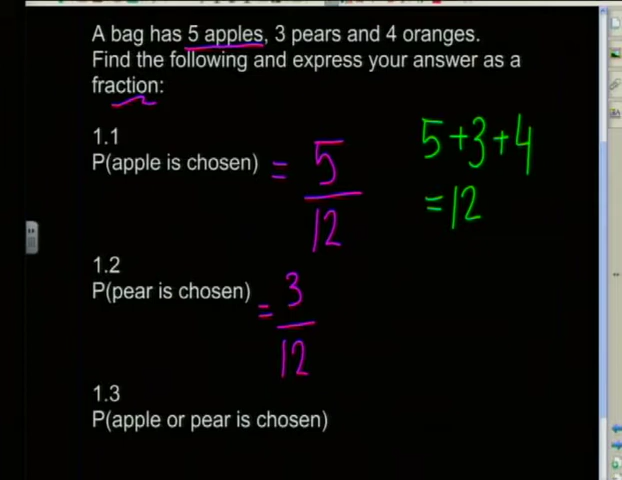 A bag has 5 apples, 3 pears and 4 oranges.
Find the following and express your answer as a
fraction:
1.1
P(apple is chosen) = 5/12
5+3+4
=12
1.2
P(pear is chosen) = 3/12
1.3
P(apple or pear is chosen)